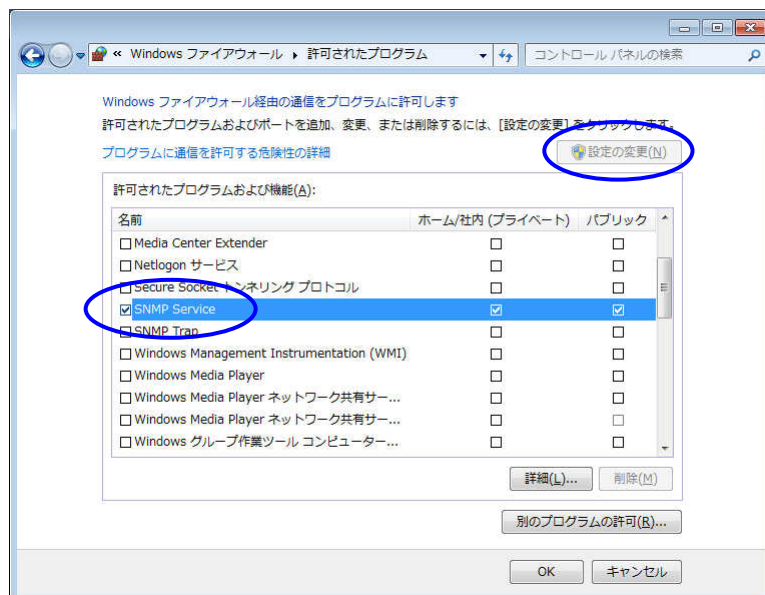 « Windows ファイアウォール ▸ 許可されたプログラム
コントロール パネルの検索
Windows ファイアウォール経由の通信をプログラムに許可します
許可されたプログラムおよびポートを追加、変更、または削除するには、[設定の変更] をクリックします。
プログラムに通信を許可する危険性の詳細
設定の変更(N)
許可されたプログラムおよび機能(A):
名前 ホーム/社内 (プライベート) パブリック
Media Center Extender
Netlogon サービス
Secure Socket トンネリング プロトコル
SNMP Service
SNMP Trap
Windows Management Instrumentation (WMI)
Windows Media Player
Windows Media Player ネットワーク共有サー...
Windows Media Player ネットワーク共有サー...
Windows グループ作業ツール コンピューター...
詳細(L)... 削除(M)
別のプログラムの許可(R)...
OK キャンセル